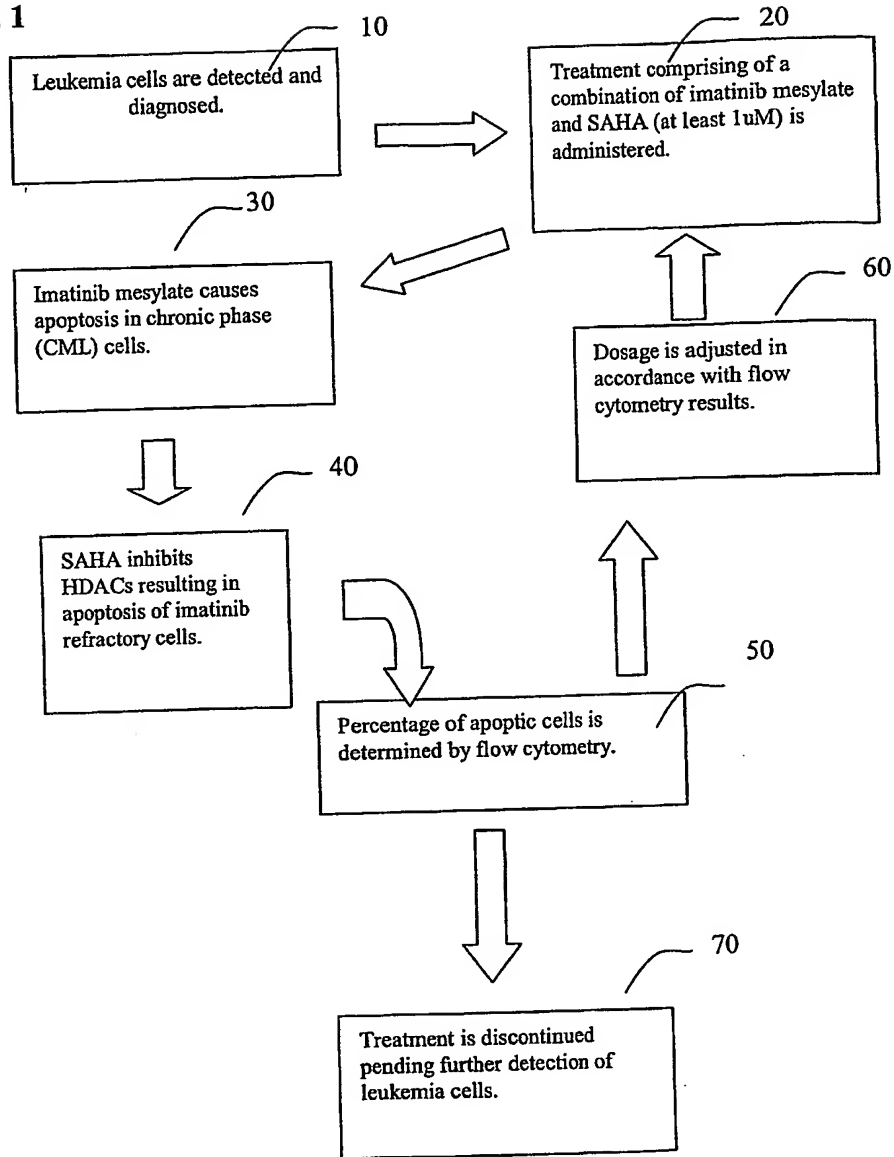 1
10
Leukemia cells are detected and
diagnosed.
20
Treatment comprising of a
combination of imatinib mesylate
and SAHA (at least 1uM) is
administered.
30
Imatinib mesylate causes
apoptosis in chronic phase
(CML) cells.
60
Dosage is adjusted in
accordance with flow
cytometry results.
40
SAHA inhibits
HDACs resulting in
apoptosis of imatinib
refractory cells.
50
Percentage of apoptic cells is
determined by flow cytometry.
70
Treatment is discontinued
pending further detection of
leukemia cells.